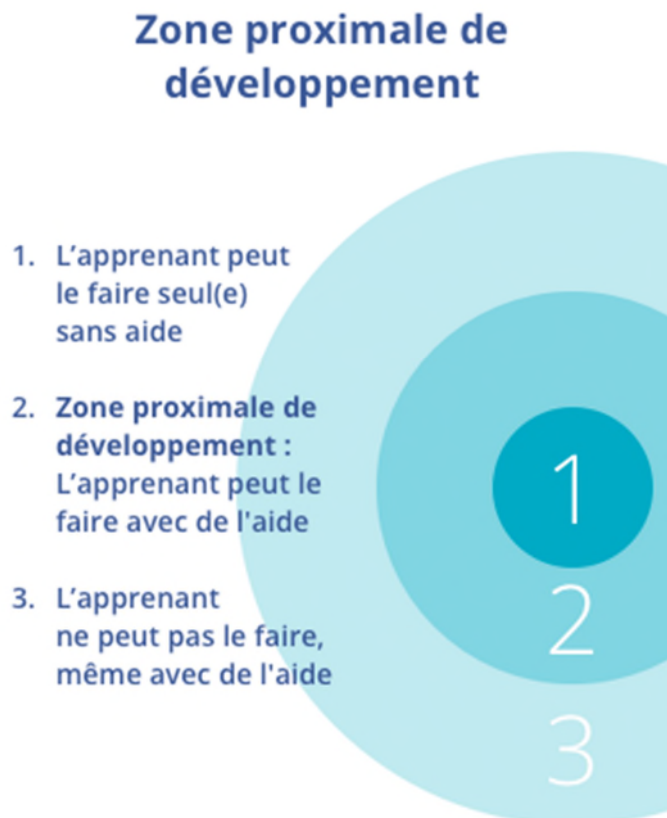 Zone proximale de
développement
1. L’apprenant peut
le faire seul(e)
sans aide
2. Zone proximale de
développement :
L’apprenant peut le
faire avec de l'aide
3. L’apprenant
ne peut pas le faire,
même avec de l'aide
1
2
3